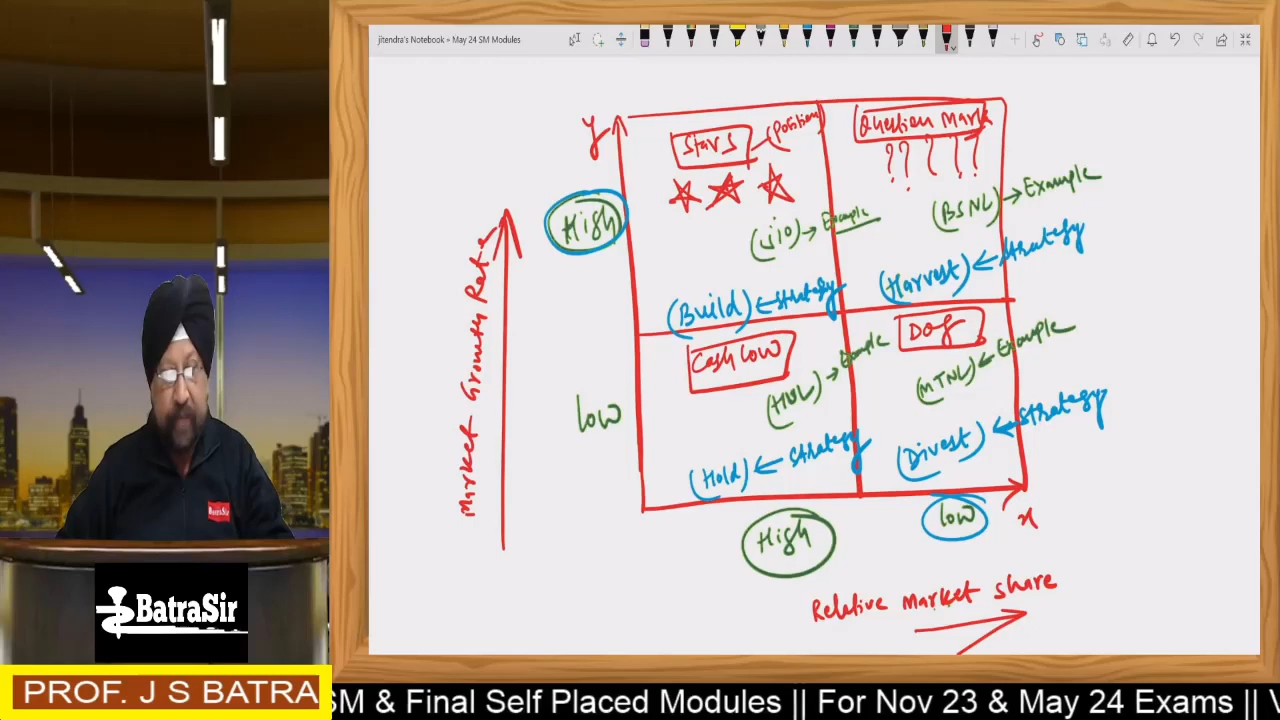 jitendra's Notebook » May 24 SM Modules
y
Stars
(Position)
Question Mark
?? ? ? ?
High
(jio) → Example
(BSNL) → Example
(Build) ← strategy
(Harvest) ← strategy
Market Growth Rate
Cash Cow
Dog
(HUL) → Example
(MTNL) ← Example
low
(Hold) ← strategy
(Divest) ← strategy
High
low
x
Relative market share
BatraSir
BatraSir
PROF. J S BATRA
SM & Final Self Placed Modules || For Nov 23 & May 24 Exams ||